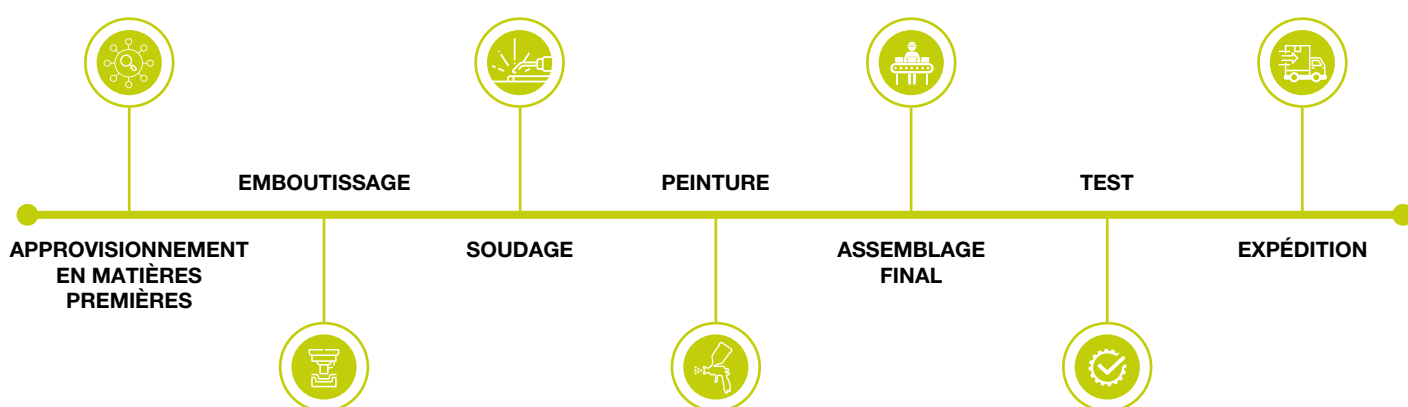 EMBOUTISSAGE
PEINTURE
TEST
APPROVISIONNEMENT
EN MATIÈRES
PREMIÈRES
SOUDAGE
ASSEMBLAGE
FINAL
EXPÉDITION